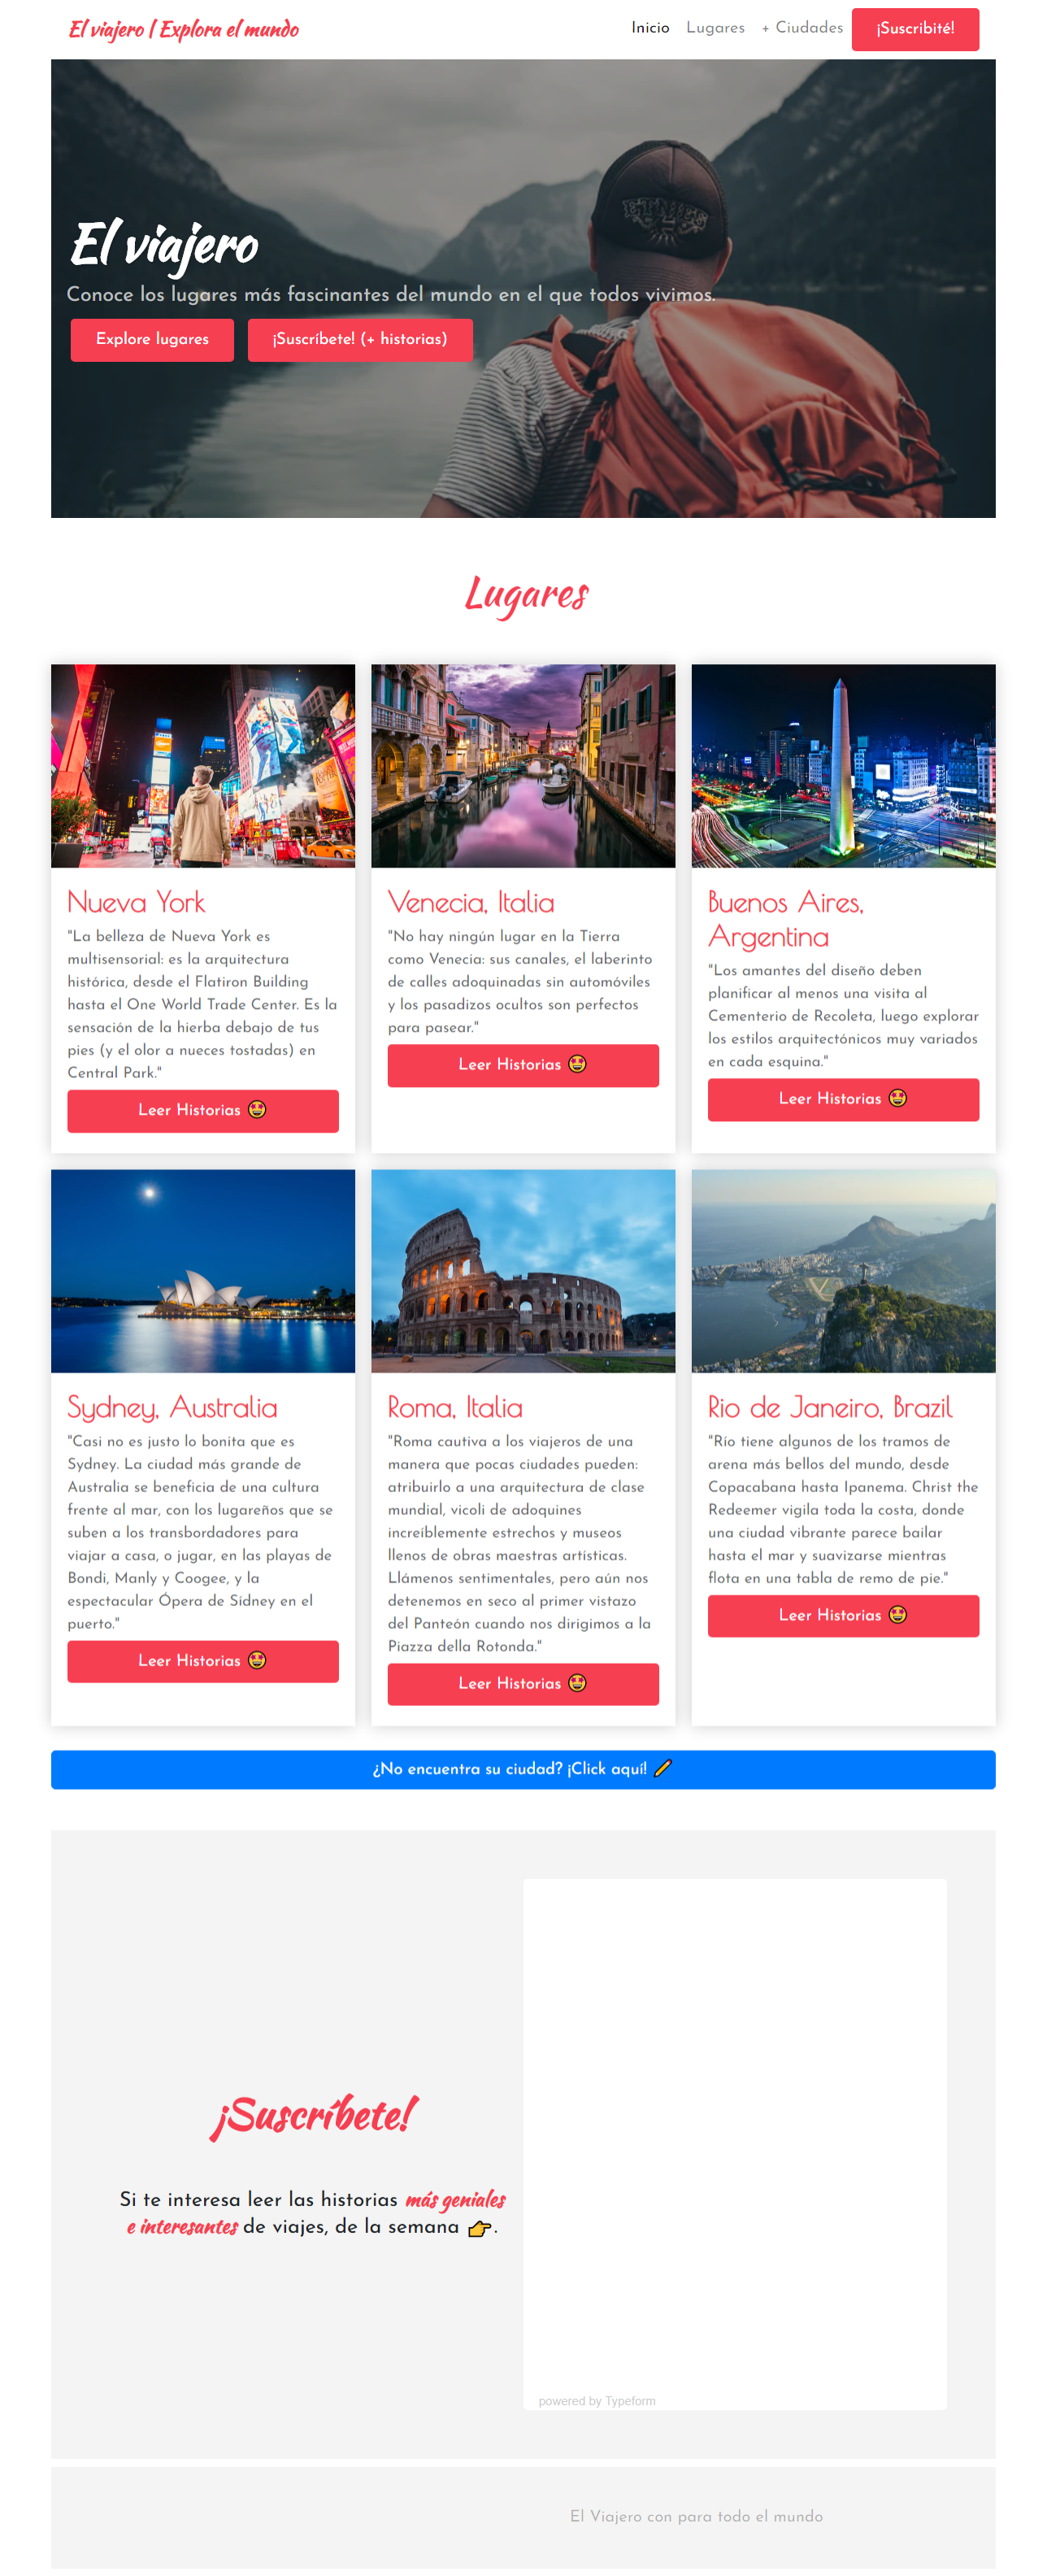 El viajero | Explora el mundo
Inicio Lugares + Ciudades ¡Suscribité!
ETNIES
El viajero
Conoce los lugares más fascinantes del mundo en el que todos vivimos.
Explore lugares ¡Suscríbete! (+ historias)
Lugares
Nueva York
"La belleza de Nueva York es
multisensorial: es la arquitectura
histórica, desde el Flatiron Building
hasta el One World Trade Center. Es la
sensación de la hierba debajo de tus
pies (y el olor a nueces tostadas) en
Central Park."
Leer Historias 🤩
Venecia, Italia
"No hay ningún lugar en la Tierra
como Venecia: sus canales, el laberinto
de calles adoquinadas sin automóviles
y los pasadizos ocultos son perfectos
para pasear."
Leer Historias 🤩
Buenos Aires,
Argentina
"Los amantes del diseño deben
planificar al menos una visita al
Cementerio de Recoleta, luego explorar
los estilos arquitectónicos muy variados
en cada esquina."
Leer Historias 🤩
Sydney, Australia
"Casi no es justo lo bonita que es
Sydney. La ciudad más grande de
Australia se beneficia de una cultura
frente al mar, con los lugareños que se
suben a los transbordadores para
viajar a casa, o jugar, en las playas de
Bondi, Manly y Coogee, y la
espectacular Ópera de Sídney en el
puerto."
Leer Historias 🤩
Roma, Italia
"Roma cautiva a los viajeros de una
manera que pocas ciudades pueden:
atribuirlo a una arquitectura de clase
mundial, vicoli de adoquines
increíblemente estrechos y museos
llenos de obras maestras artísticas.
Llámenos sentimentales, pero aún nos
detenemos en seco al primer vistazo
del Panteón cuando nos dirigimos a la
Piazza della Rotonda."
Leer Historias 🤩
Rio de Janeiro, Brazil
"Río tiene algunos de los tramos de
arena más bellos del mundo, desde
Copacabana hasta Ipanema. Christ the
Redeemer vigila toda la costa, donde
una ciudad vibrante parece bailar
hasta el mar y suavizarse mientras
flota en una tabla de remo de pie."
Leer Historias 🤩
¿No encuentra su ciudad? ¡Click aquí! ✏️
¡Suscríbete!
Si te interesa leer las historias más geniales
e interesantes de viajes, de la semana 👉.
powered by Typeform
El Viajero con para todo el mundo